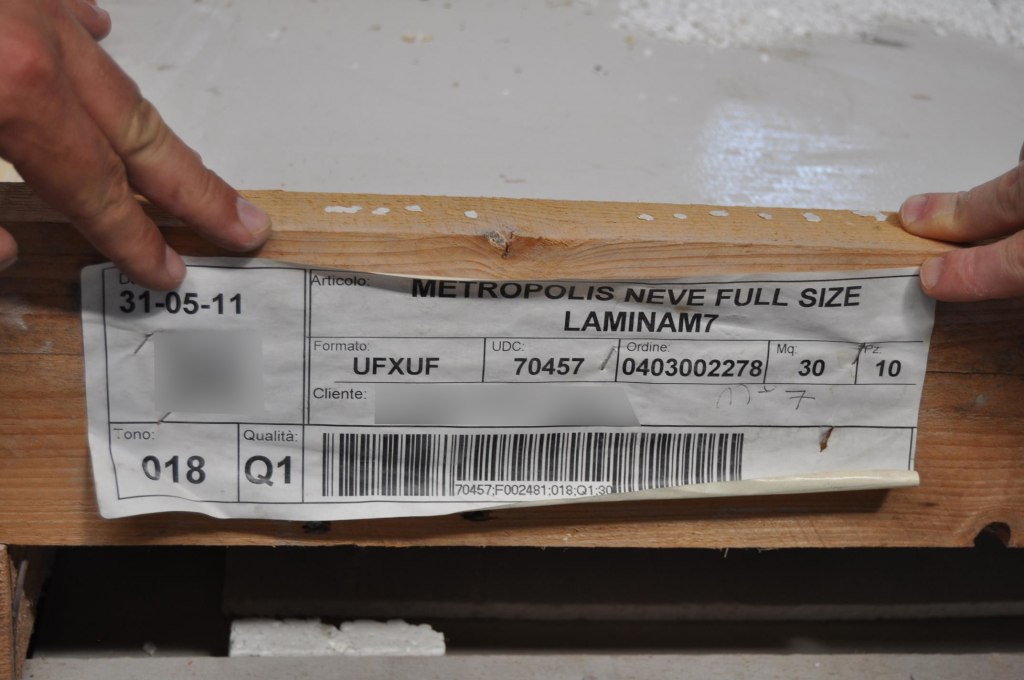 31-05-11
Articolo:
METROPOLIS NEVE FULL SIZE
LAMINAM7
Formato:
UFXUF
UDC:
70457
Ordine:
0403002278
Mq:
30
Pz:
10
Cliente:
Tono:
018
Qualità:
Q1
70457;F002481;018;Q1;30